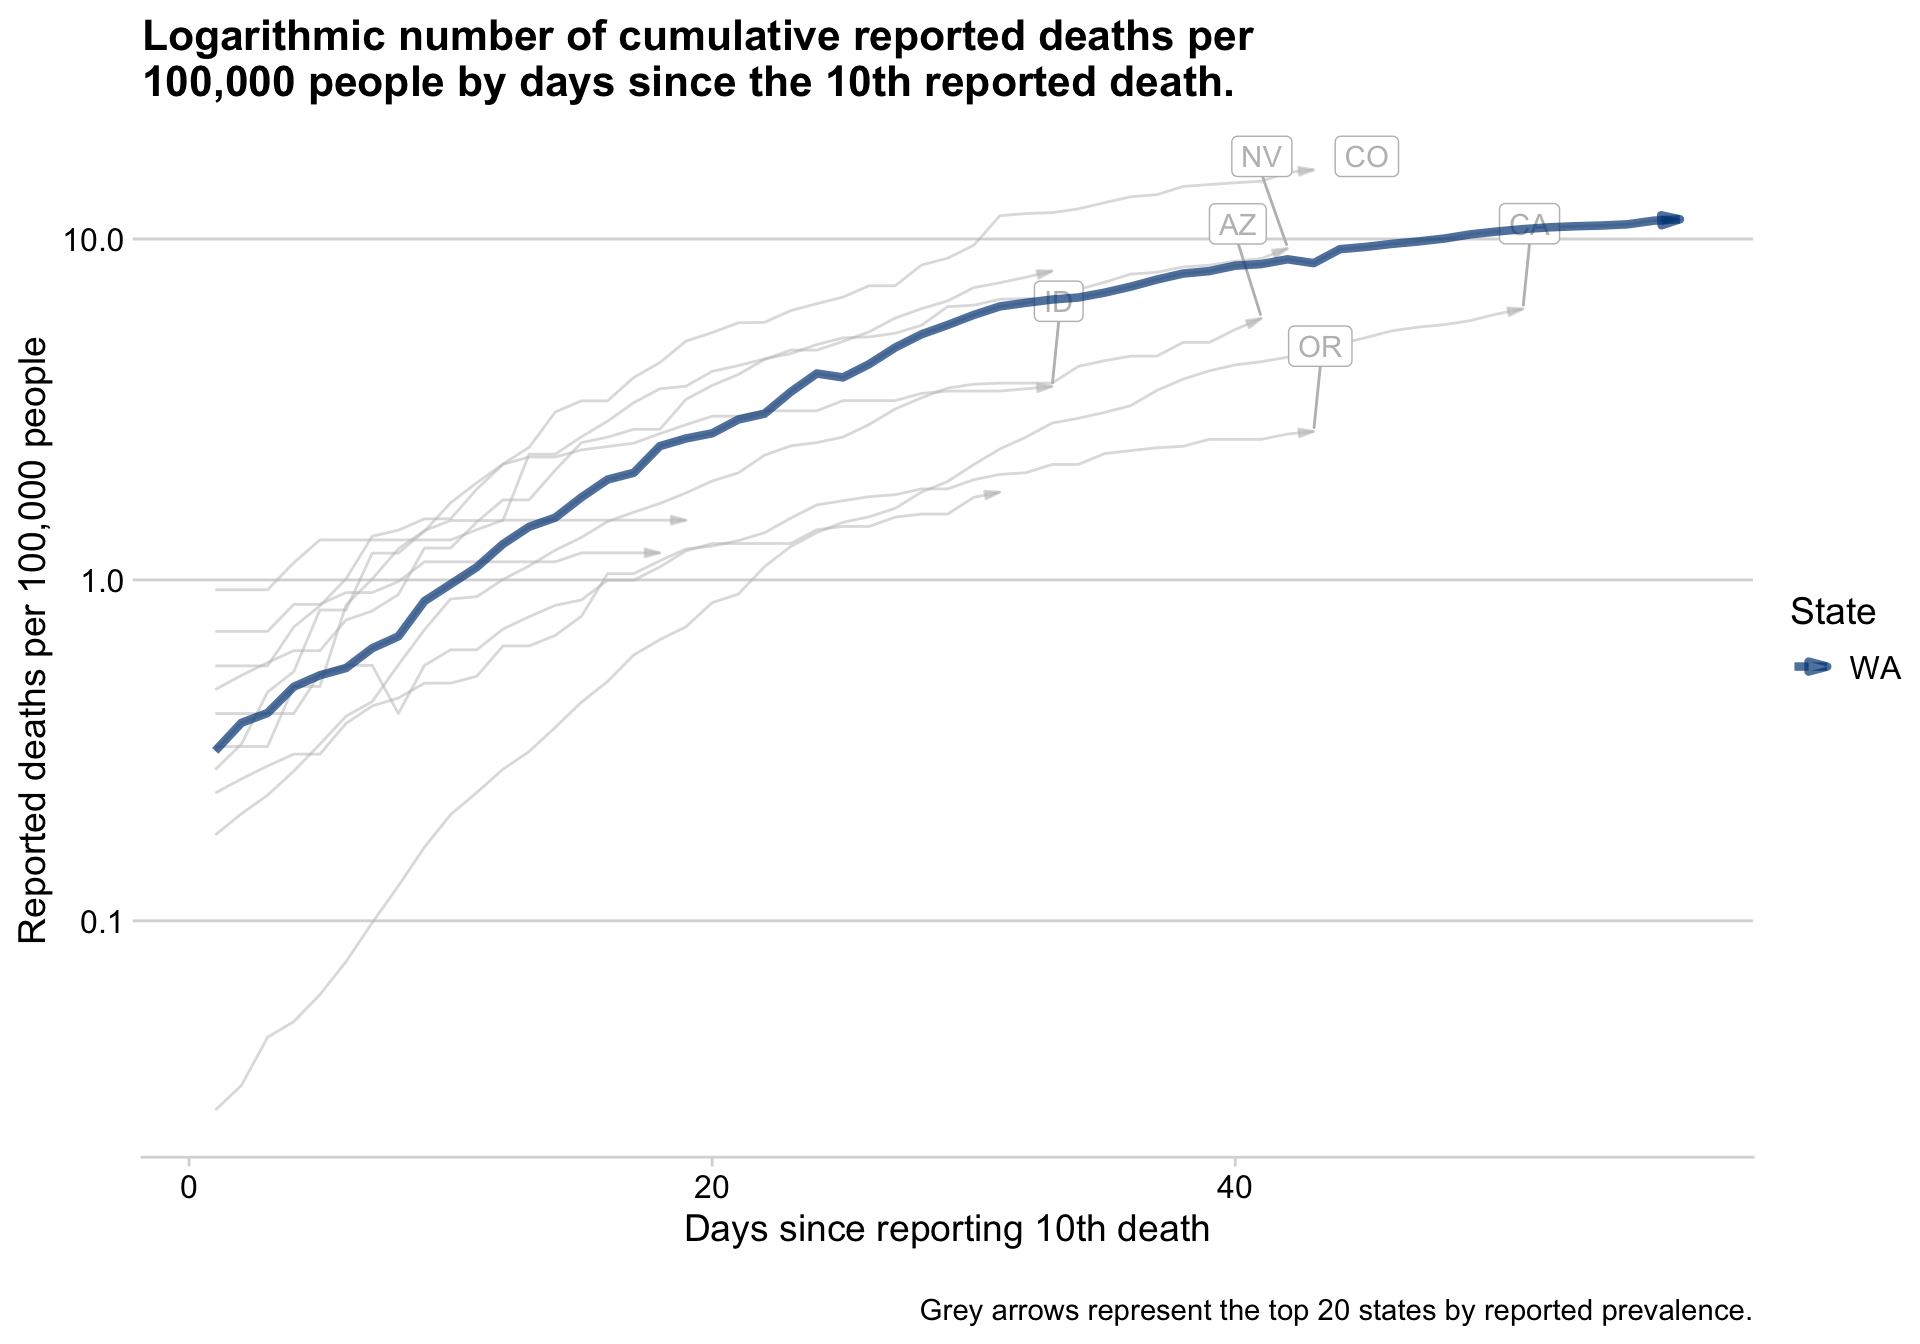 Logarithmic number of cumulative reported deaths per
100,000 people by days since the 10th reported death.
NV
CO
AZ
CA
ID
OR
10.0
1.0
0.1
Reported deaths per 100,000 people
0
20
40
Days since reporting 10th death
State
WA
Grey arrows represent the top 20 states by reported prevalence.